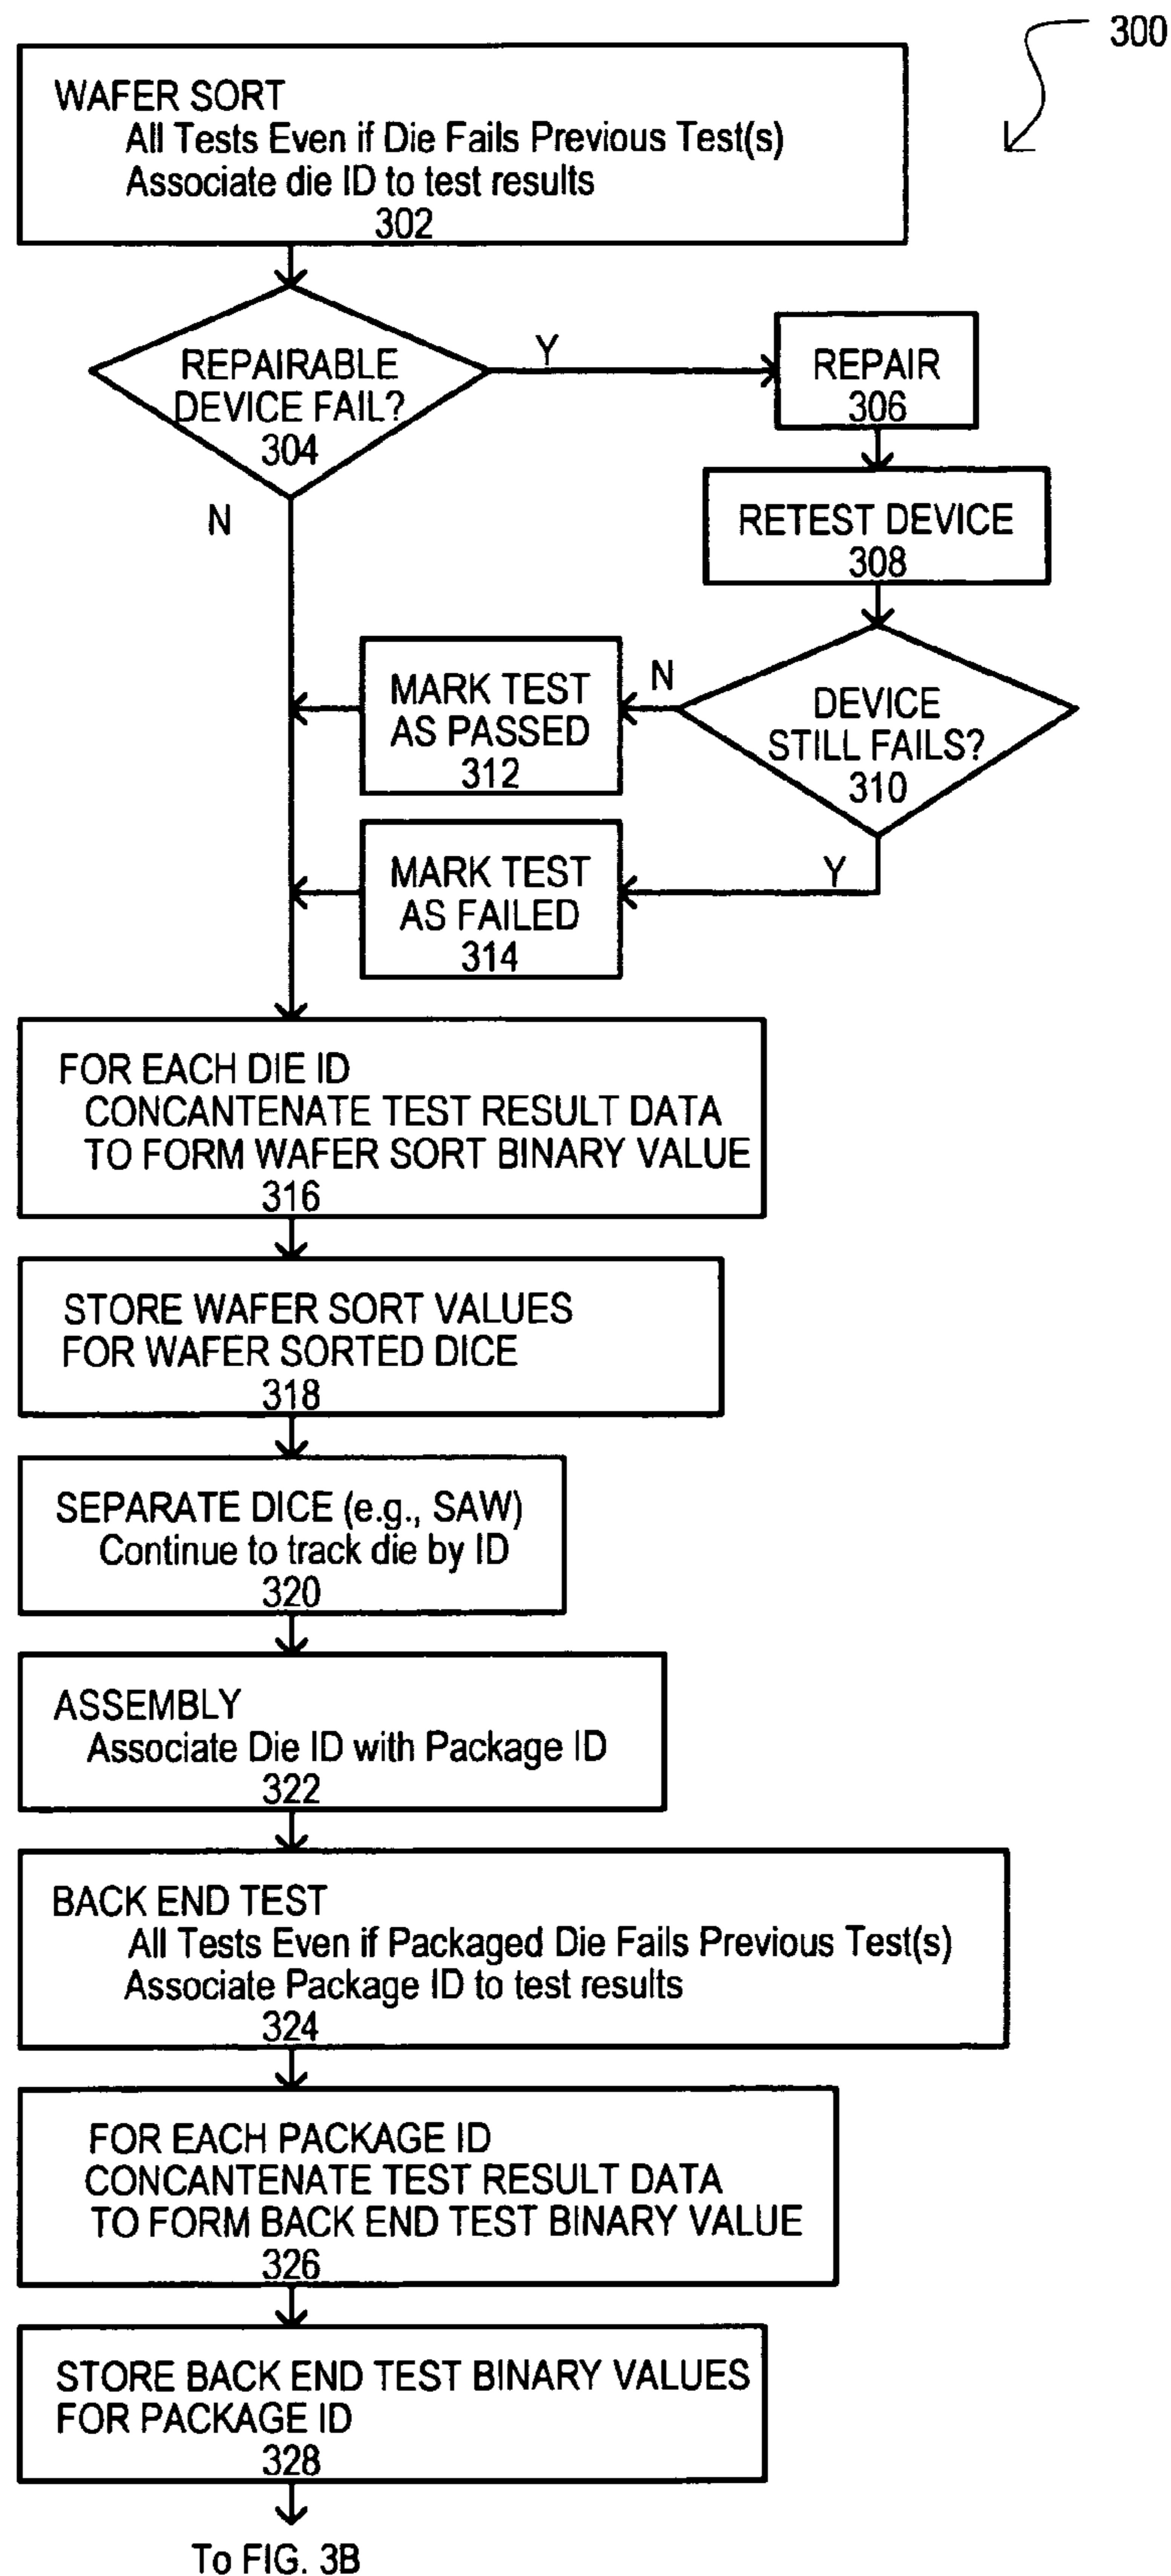 300
WAFER SORT
All Tests Even if Die Fails Previous Test(s)
Associate die ID to test results
302
REPAIRABLE
DEVICE FAIL?
304
Y
N
REPAIR
306
RETEST DEVICE
308
DEVICE
STILL FAILS?
310
N
MARK TEST
AS PASSED
312
Y
MARK TEST
AS FAILED
314
FOR EACH DIE ID
CONCANTENATE TEST RESULT DATA
TO FORM WAFER SORT BINARY VALUE
316
STORE WAFER SORT VALUES
FOR WAFER SORTED DICE
318
SEPARATE DICE (e.g., SAW)
Continue to track die by ID
320
ASSEMBLY
Associate Die ID with Package ID
322
BACK END TEST
All Tests Even if Packaged Die Fails Previous Test(s)
Associate Package ID to test results
324
FOR EACH PACKAGE ID
CONCANTENATE TEST RESULT DATA
TO FORM BACK END TEST BINARY VALUE
326
STORE BACK END TEST BINARY VALUES
FOR PACKAGE ID
328
To FIG. 3B